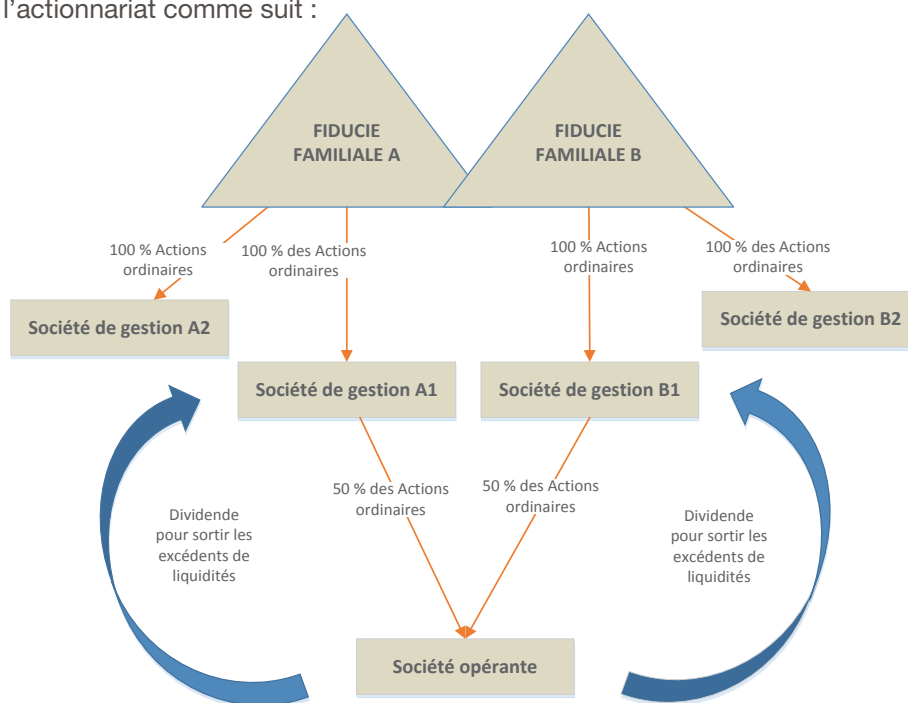 l’actionnariat comme suit :
FIDUCIE
FAMILIALE A
FIDUCIE
FAMILIALE B
100 % Actions
ordinaires
100 % des Actions
ordinaires
100 % Actions
ordinaires
100 % des Actions
ordinaires
Société de gestion A2
Société de gestion B2
Société de gestion A1
Société de gestion B1
50 % des Actions
ordinaires
50 % des Actions
ordinaires
Dividende
pour sortir les
excédents de
liquidités
Dividende
pour sortir les
excédents de
liquidités
Société opérante